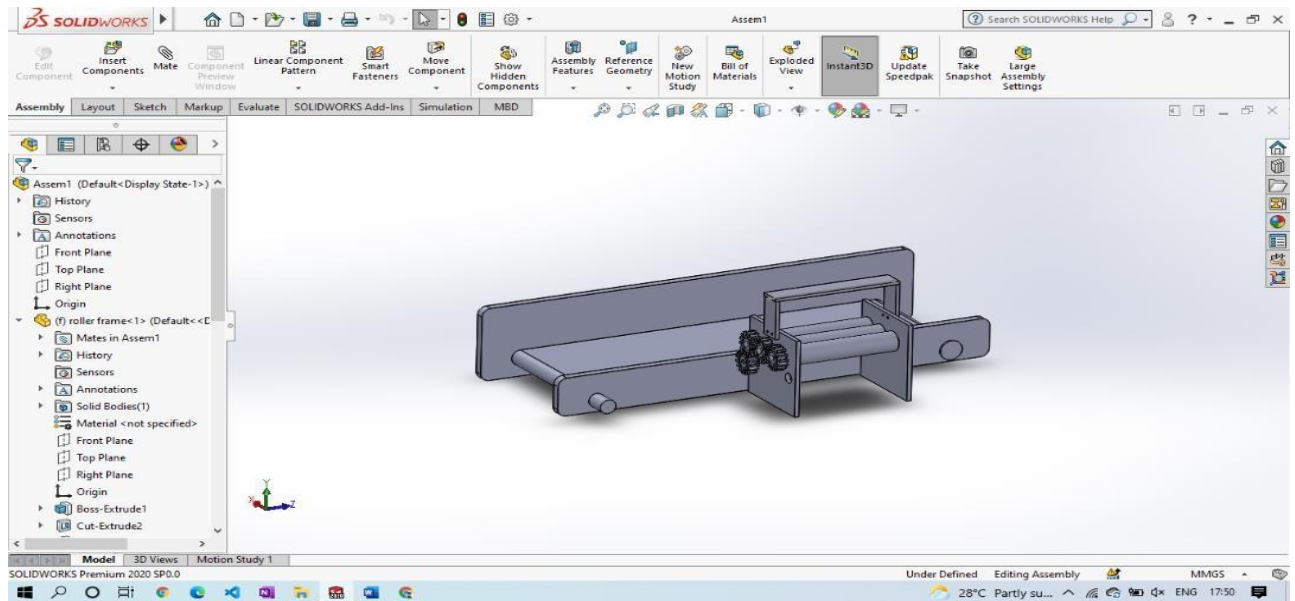 SOLIDWORKS
Assem1
Search SOLIDWORKS Help
?
Edit Component
Insert Components
Mate
Component Preview Window
Linear Component Pattern
Smart Fasteners
Move Component
Show Hidden Components
Assembly Features
Reference Geometry
New Motion Study
Bill of Materials
Exploded View
Instant3D
Update Speedpak
Take Snapshot
Large Assembly Settings
Assembly Layout Sketch Markup Evaluate SOLIDWORKS Add-Ins Simulation MBD
Assem1 (Default<Display State-1>)
History
Sensors
Annotations
Front Plane
Top Plane
Right Plane
Origin
(f) roller frame<1> (Default<<D
Mates in Assem1
History
Sensors
Annotations
Solid Bodies(1)
Material <not specified>
Front Plane
Top Plane
Right Plane
Origin
Boss-Extrude1
Cut-Extrude2
Y
X
Z
Model 3D Views Motion Study 1
SOLIDWORKS Premium 2020 SP0.0
Under Defined Editing Assembly MMGS
28°C Partly su... ENG 17:50